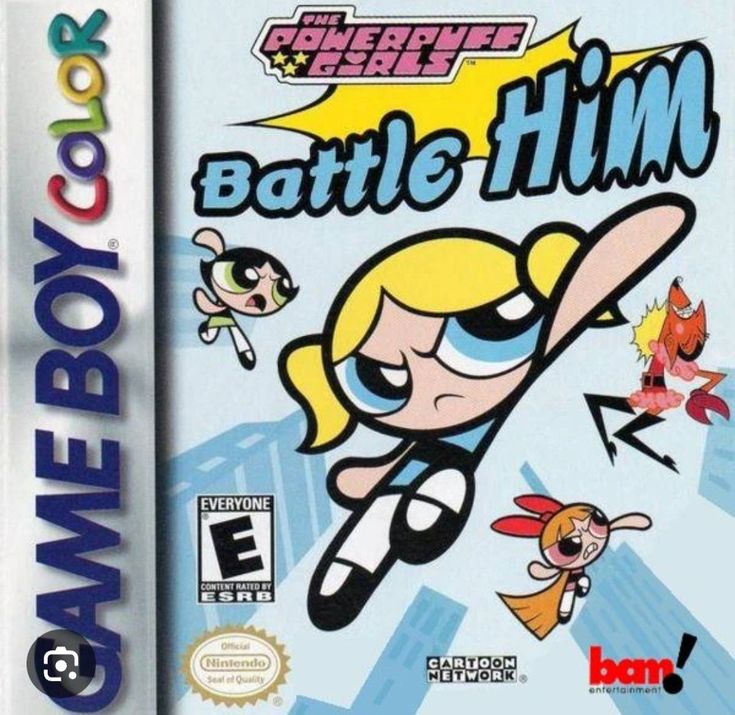 GAME BOY COLOR
®
THE
POWERPUFF
GIRLS
™
Battle Him
EVERYONE
E
®
CONTENT RATED BY
ESRB
Official
Nintendo
Seal of Quality
®
CARTOON
NETWORK®
bam!
entertainment